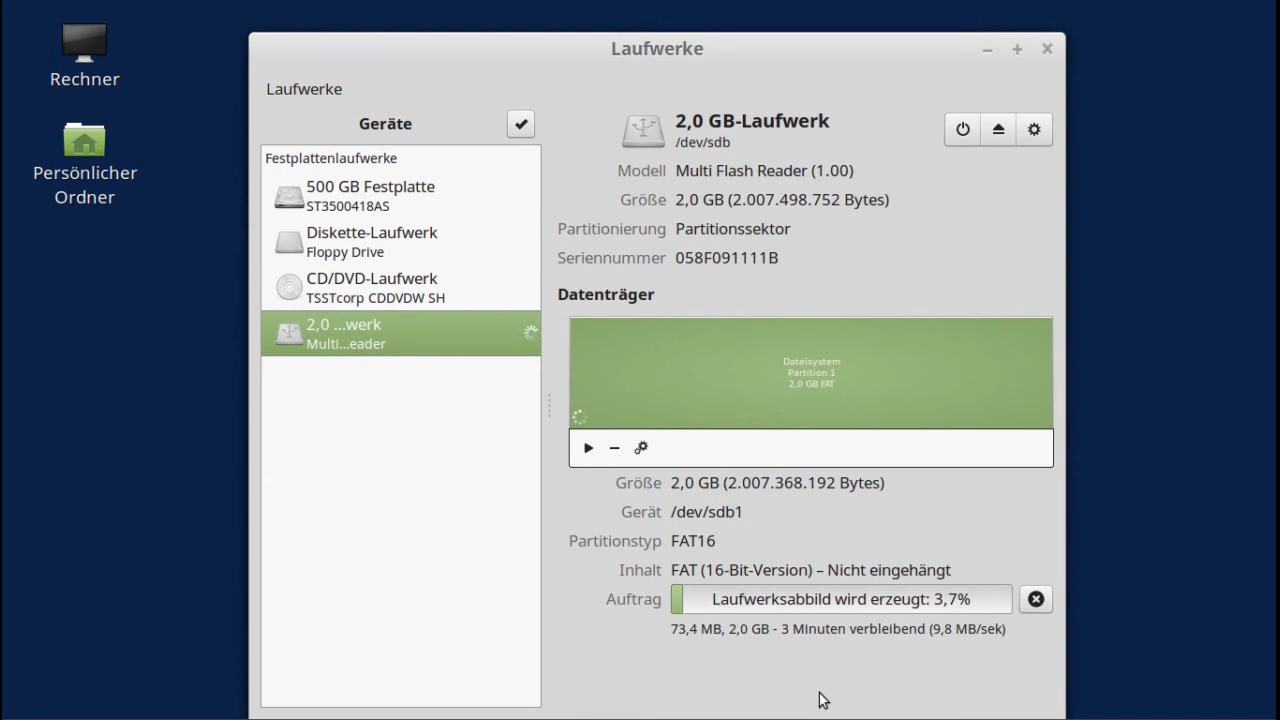 Rechner
Persönlicher
Ordner
Laufwerke
Laufwerke
Geräte
Festplattenlaufwerke
500 GB Festplatte
ST3500418AS
Diskette-Laufwerk
Floppy Drive
CD/DVD-Laufwerk
TSSTcorp CDDVDW SH
2,0 ...werk
Multi...eader
2,0 GB-Laufwerk
/dev/sdb
Modell Multi Flash Reader (1.00)
Größe 2,0 GB (2.007.498.752 Bytes)
Partitionierung Partitionssektor
Seriennummer 058F091111B
Datenträger
Dateisystem
Partition 1
2,0 GB FAT
Größe 2,0 GB (2.007.368.192 Bytes)
Gerät /dev/sdb1
Partitionstyp FAT16
Inhalt FAT (16-Bit-Version) – Nicht eingehängt
Auftrag Laufwerksabbild wird erzeugt: 3,7%
73,4 MB, 2,0 GB - 3 Minuten verbleibend (9,8 MB/sek)